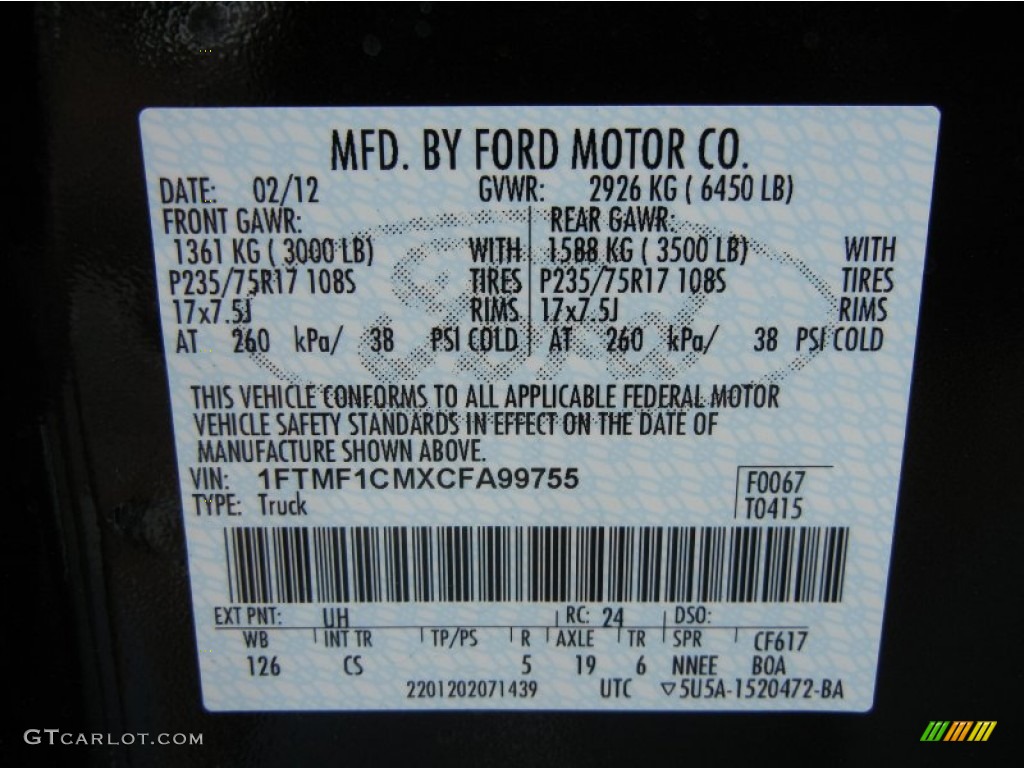 MFD. BY FORD MOTOR CO.
DATE: 02/12 GVWR: 2926 KG ( 6450 LB)
FRONT GAWR: REAR GAWR:
1361 KG ( 3000 LB) WITH 1588 KG ( 3500 LB) WITH
P235/75R17 108S TIRES P235/75R17 108S TIRES
17x7.5J RIMS 17x7.5J RIMS
AT 260 kPa/ 38 PSI COLD AT 260 kPa/ 38 PSI COLD
Ford
THIS VEHICLE CONFORMS TO ALL APPLICABLE FEDERAL MOTOR
VEHICLE SAFETY STANDARDS IN EFFECT ON THE DATE OF
MANUFACTURE SHOWN ABOVE.
VIN: 1FTMF1CMXCFA99755 F0067
TYPE: Truck T0415
EXT PNT: UH RC: 24 DSO:
WB INT TR TP/PS R AXLE TR SPR CF617
126 CS 5 19 6 NNEE BOA
2201202071439 UTC ▽5U5A-1520472-BA
GTCARLOT.COM